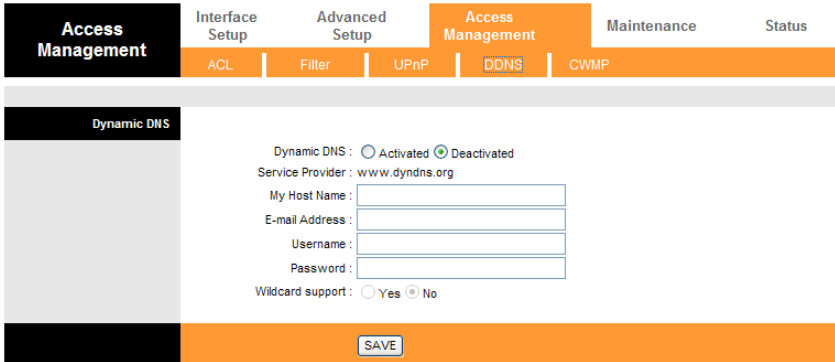 Access Management
Interface Setup
Advanced Setup
Access Management
Maintenance
Status
ACL
Filter
UPnP
DDNS
CWMP
Dynamic DNS
Dynamic DNS : Activated Deactivated
Service Provider : www.dyndns.org
My Host Name :
E-mail Address :
Username :
Password :
Wildcard support : Yes No
SAVE